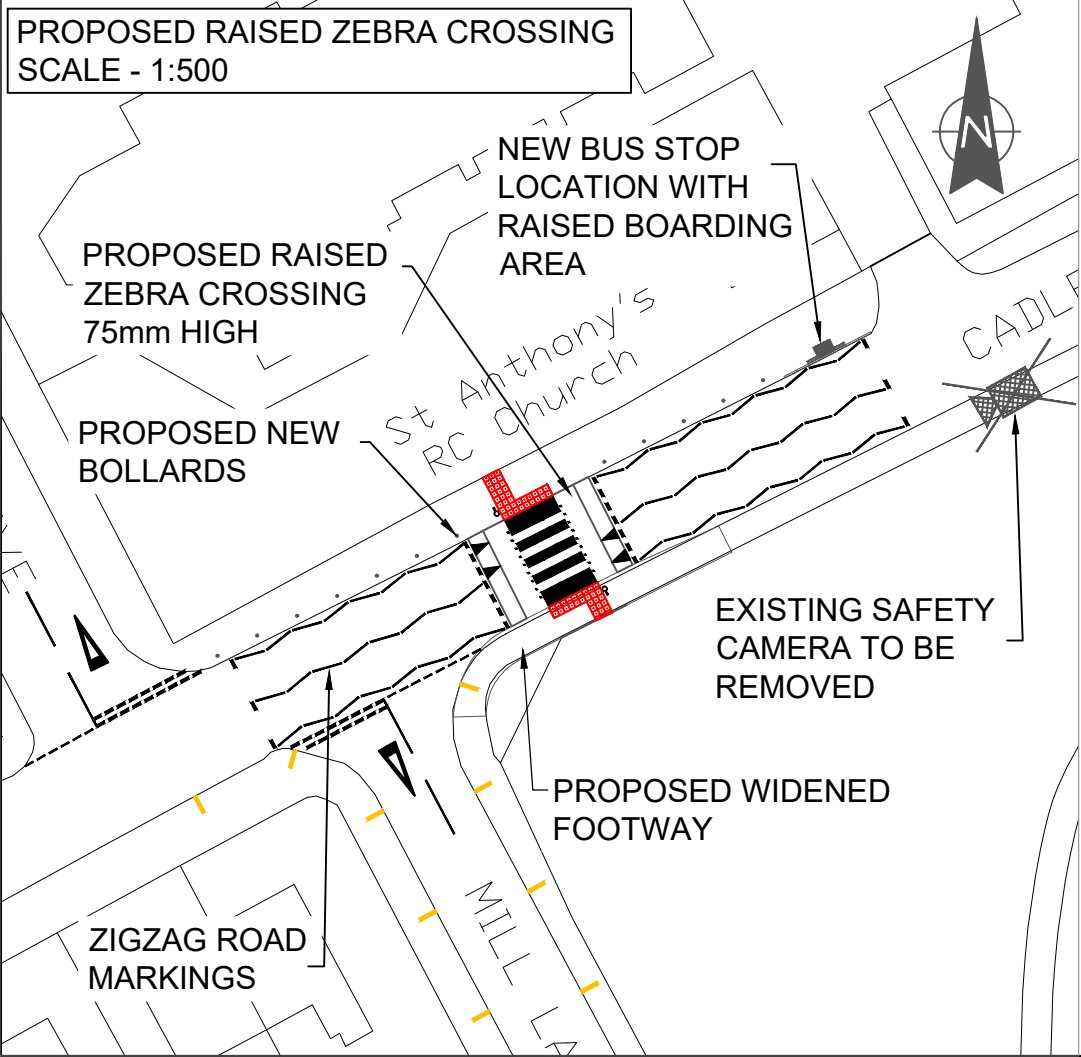 PROPOSED RAISED ZEBRA CROSSING
SCALE - 1:500
N
NEW BUS STOP
LOCATION WITH
RAISED BOARDING
AREA
PROPOSED RAISED
ZEBRA CROSSING
75mm HIGH
St Anthony's
RC Church
CADLE
PROPOSED NEW
BOLLARDS
EXISTING SAFETY
CAMERA TO BE
REMOVED
PROPOSED WIDENED
FOOTWAY
ZIGZAG ROAD
MARKINGS
MILL LA